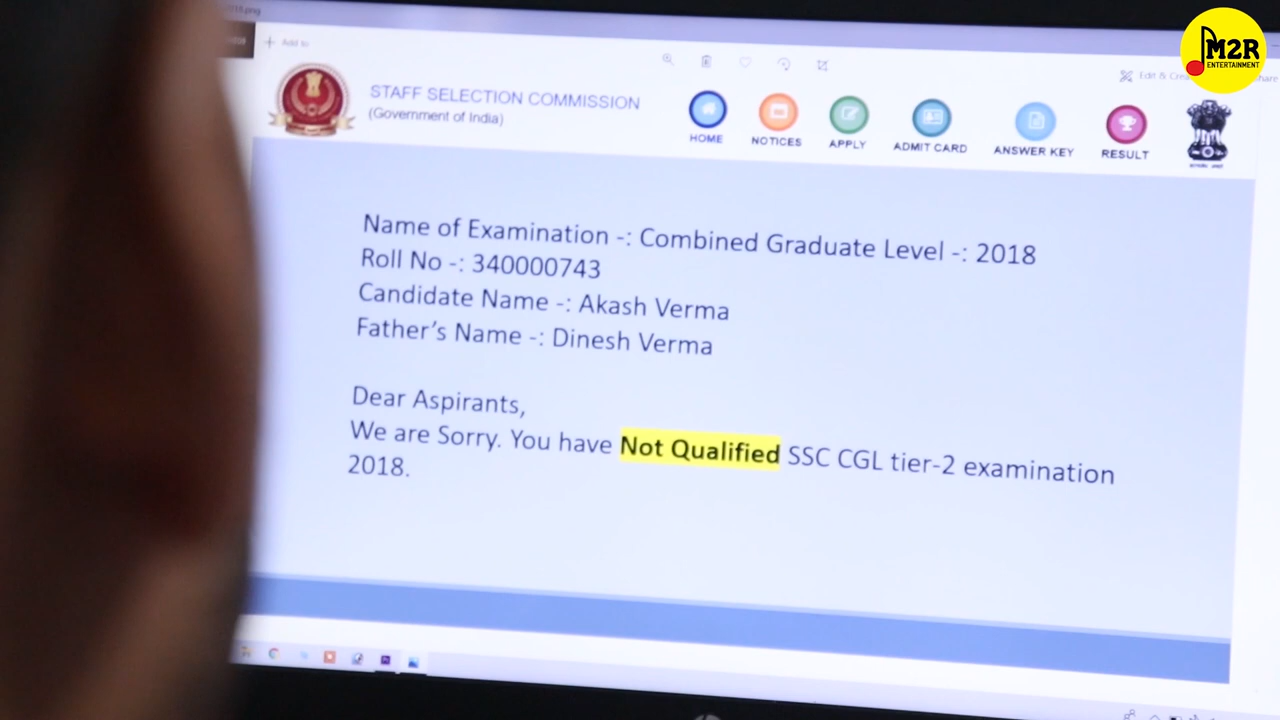 Add to
M2R
ENTERTAINMENT
STAFF SELECTION COMMISSION
(Government of India)
HOME
NOTICES
APPLY
ADMIT CARD
ANSWER KEY
RESULT
Name of Examination -: Combined Graduate Level -: 2018
Roll No -: 340000743
Candidate Name -: Akash Verma
Father's Name -: Dinesh Verma
Dear Aspirants,
We are Sorry. You have Not Qualified SSC CGL tier-2 examination
2018.